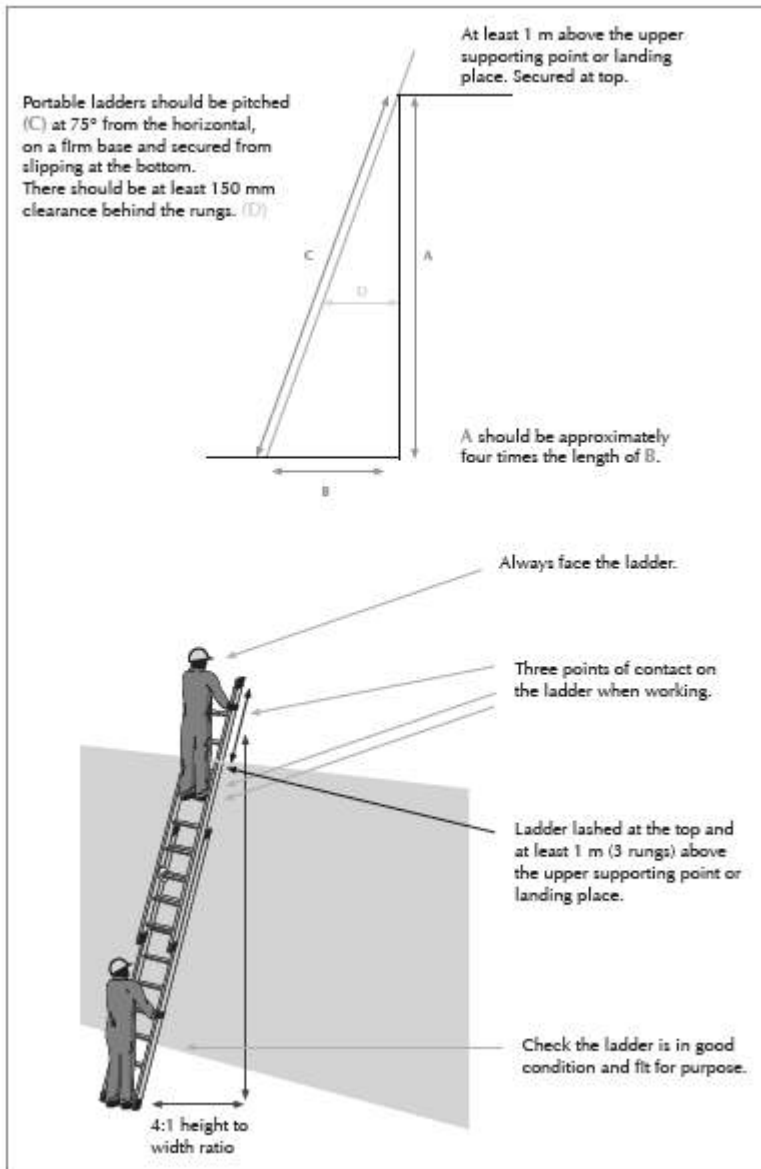 At least 1 m above the upper
supporting point or landing
place. Secured at top.
Portable ladders should be pitched
(C) at 75° from the horizontal,
on a firm base and secured from
slipping at the bottom.
There should be at least 150 mm
clearance behind the rungs. (D)
C
A
D
A should be approximately
four times the length of B.
B
Always face the ladder.
Three points of contact on
the ladder when working.
Ladder lashed at the top and
at least 1 m (3 rungs) above
the upper supporting point or
landing place.
Check the ladder is in good
condition and fit for purpose.
4:1 height to
width ratio